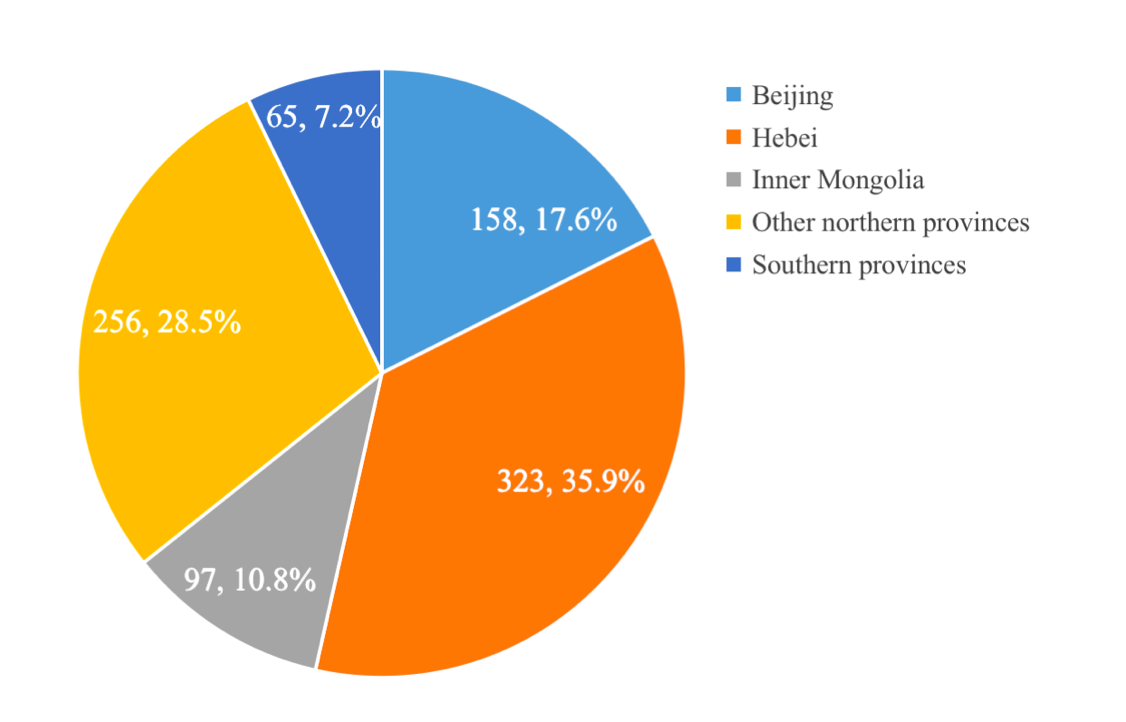 65, 7.2%
158, 17.6%
256, 28.5%
323, 35.9%
97, 10.8%
Beijing
Hebei
Inner Mongolia
Other northern provinces
Southern provinces